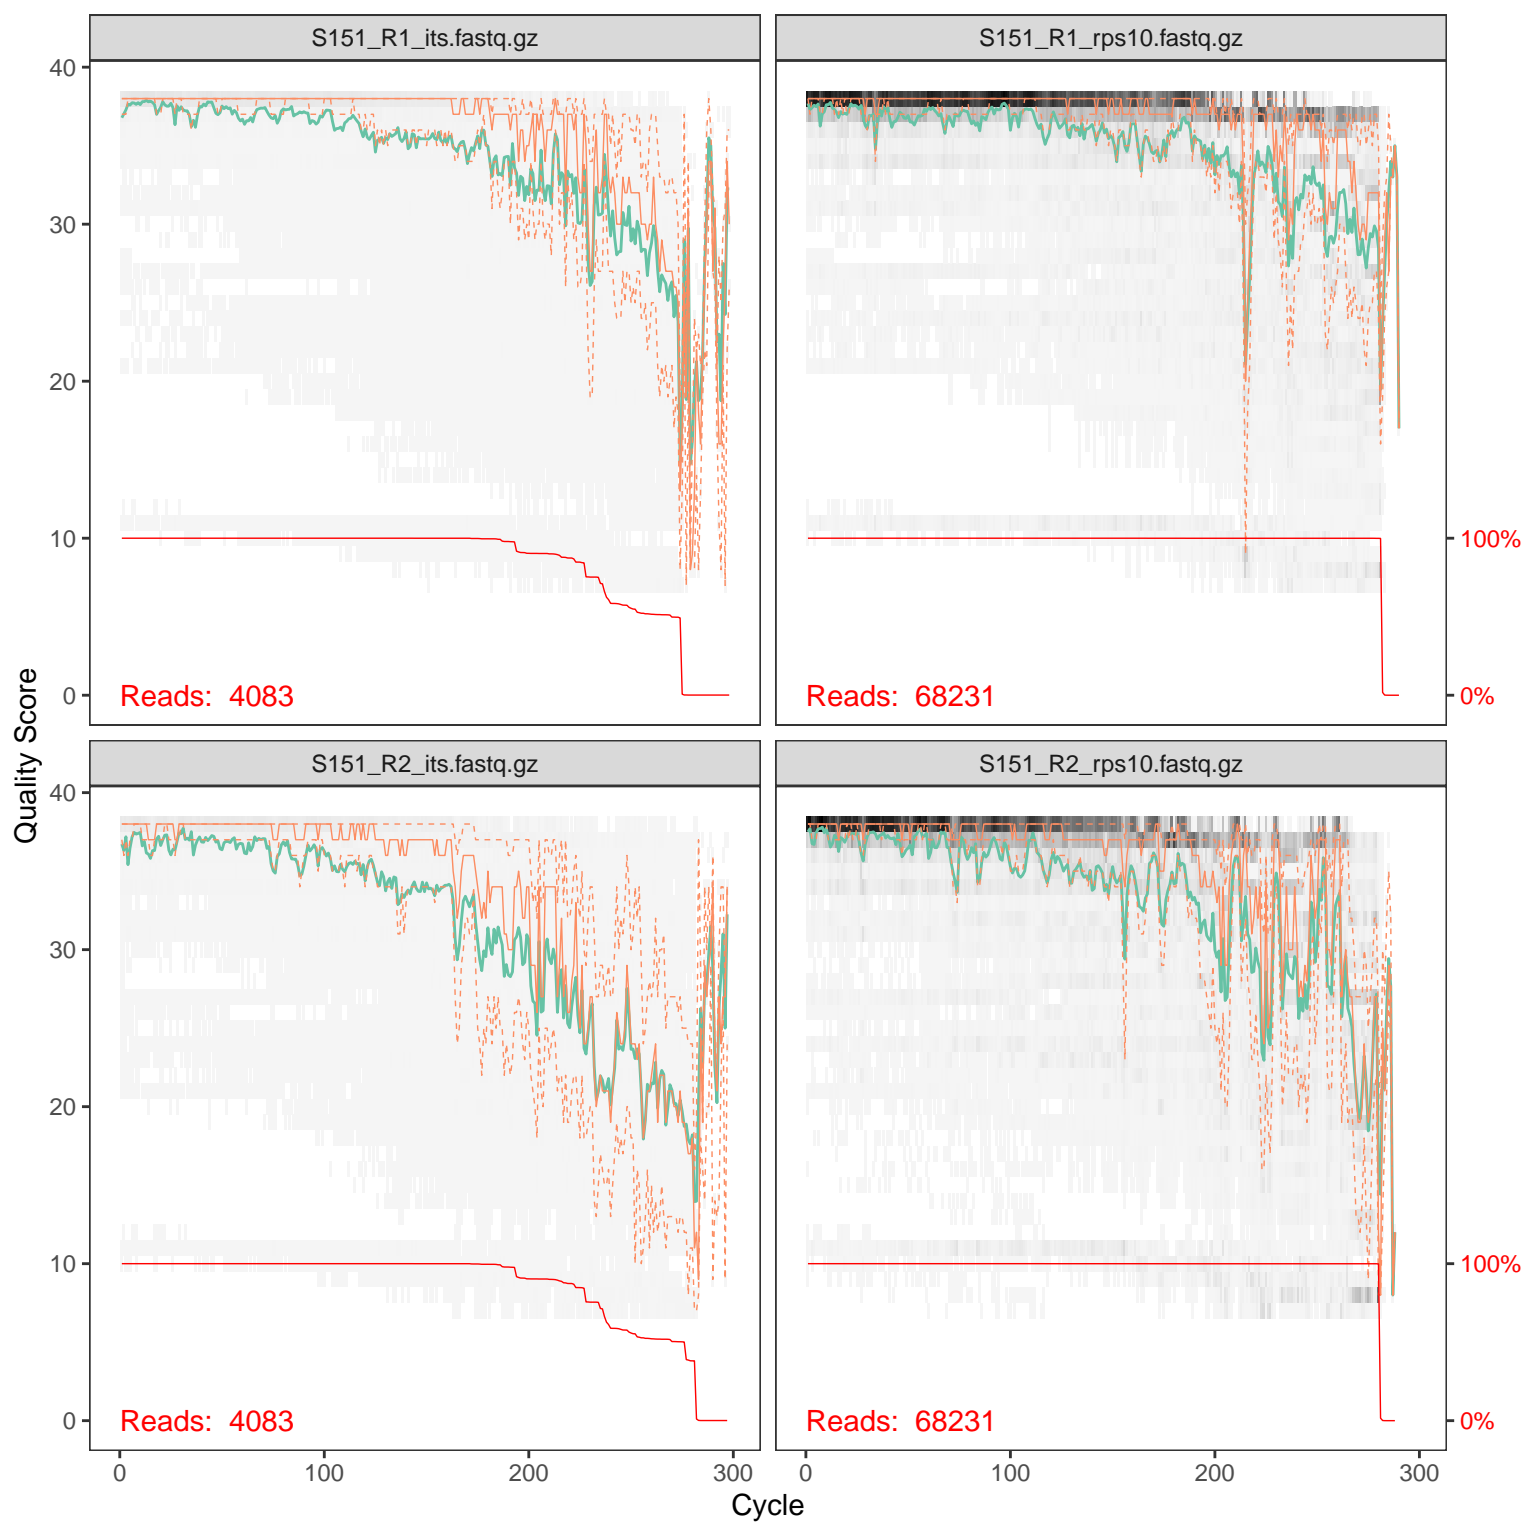 S151_R1_its.fastq.gz
S151_R1_rps10.fastq.gz
40
30
20
10
0
100%
0%
Reads: 4083
Reads: 68231
Quality Score
S151_R2_its.fastq.gz
S151_R2_rps10.fastq.gz
40
30
20
10
0
100%
0%
Reads: 4083
Reads: 68231
0
100
200
300
0
100
200
300
Cycle